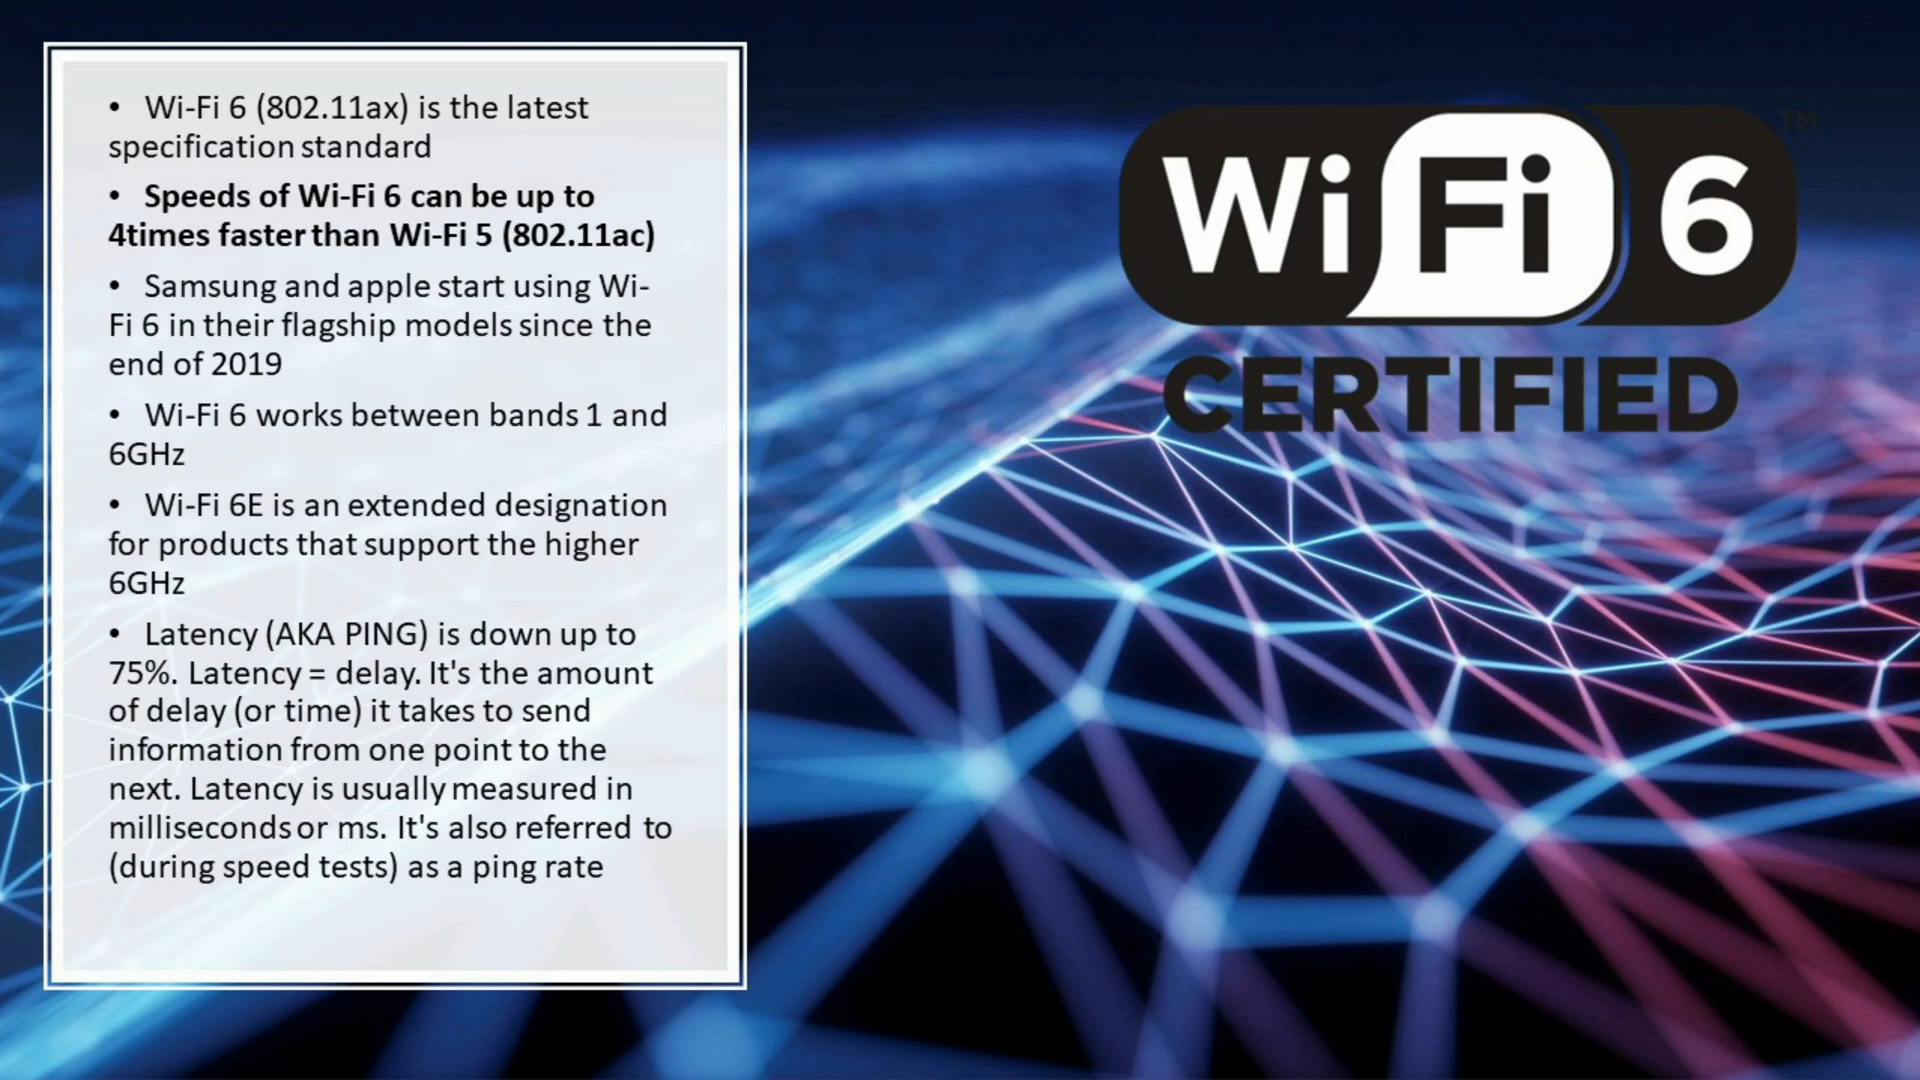 • Wi-Fi 6 (802.11ax) is the latest
specification standard
• Speeds of Wi-Fi 6 can be up to
4times faster than Wi-Fi 5 (802.11ac)
• Samsung and apple start using Wi-
Fi 6 in their flagship models since the
end of 2019
• Wi-Fi 6 works between bands 1 and
6GHz
• Wi-Fi 6E is an extended designation
for products that support the higher
6GHz
• Latency (AKA PING) is down up to
75%. Latency = delay. It's the amount
of delay (or time) it takes to send
information from one point to the
next. Latency is usually measured in
milliseconds or ms. It's also referred to
(during speed tests) as a ping rate
Wi Fi 6 TM
CERTIFIED